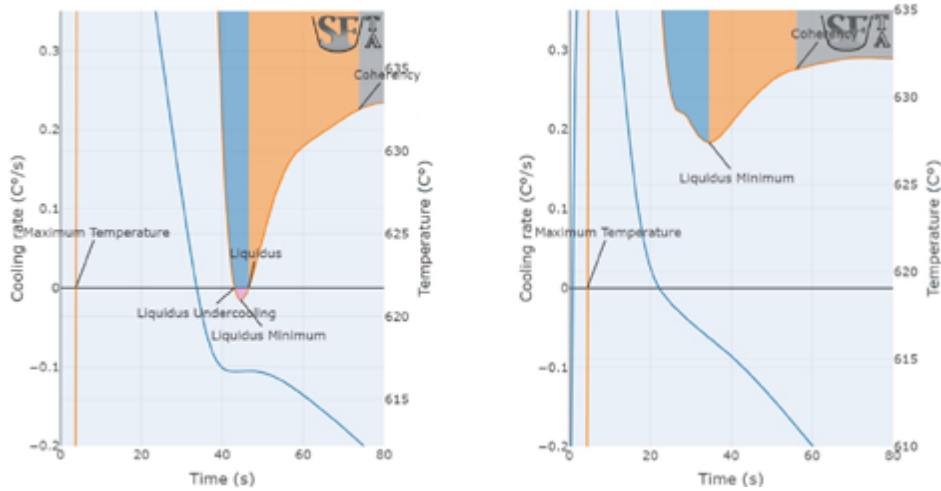 SETA
0.3
635
Coherency
0.2
630
0.1
Maximum Temperature
625
Liquidus
0
Liquidus Undercooling
620
Liquidus Minimum
−0.1
615
−0.2
0
20
40
60
80
Cooling rate (C°/s)
Temperature (C°)
Time (s)
635
SETA
0.3
Coherency
630
0.2
Liquidus Minimum
625
0.1
Maximum Temperature
620
0
−0.1
615
−0.2
610
0
20
40
60
80
Cooling rate (C°/s)
Temperature (C°)
Time (s)